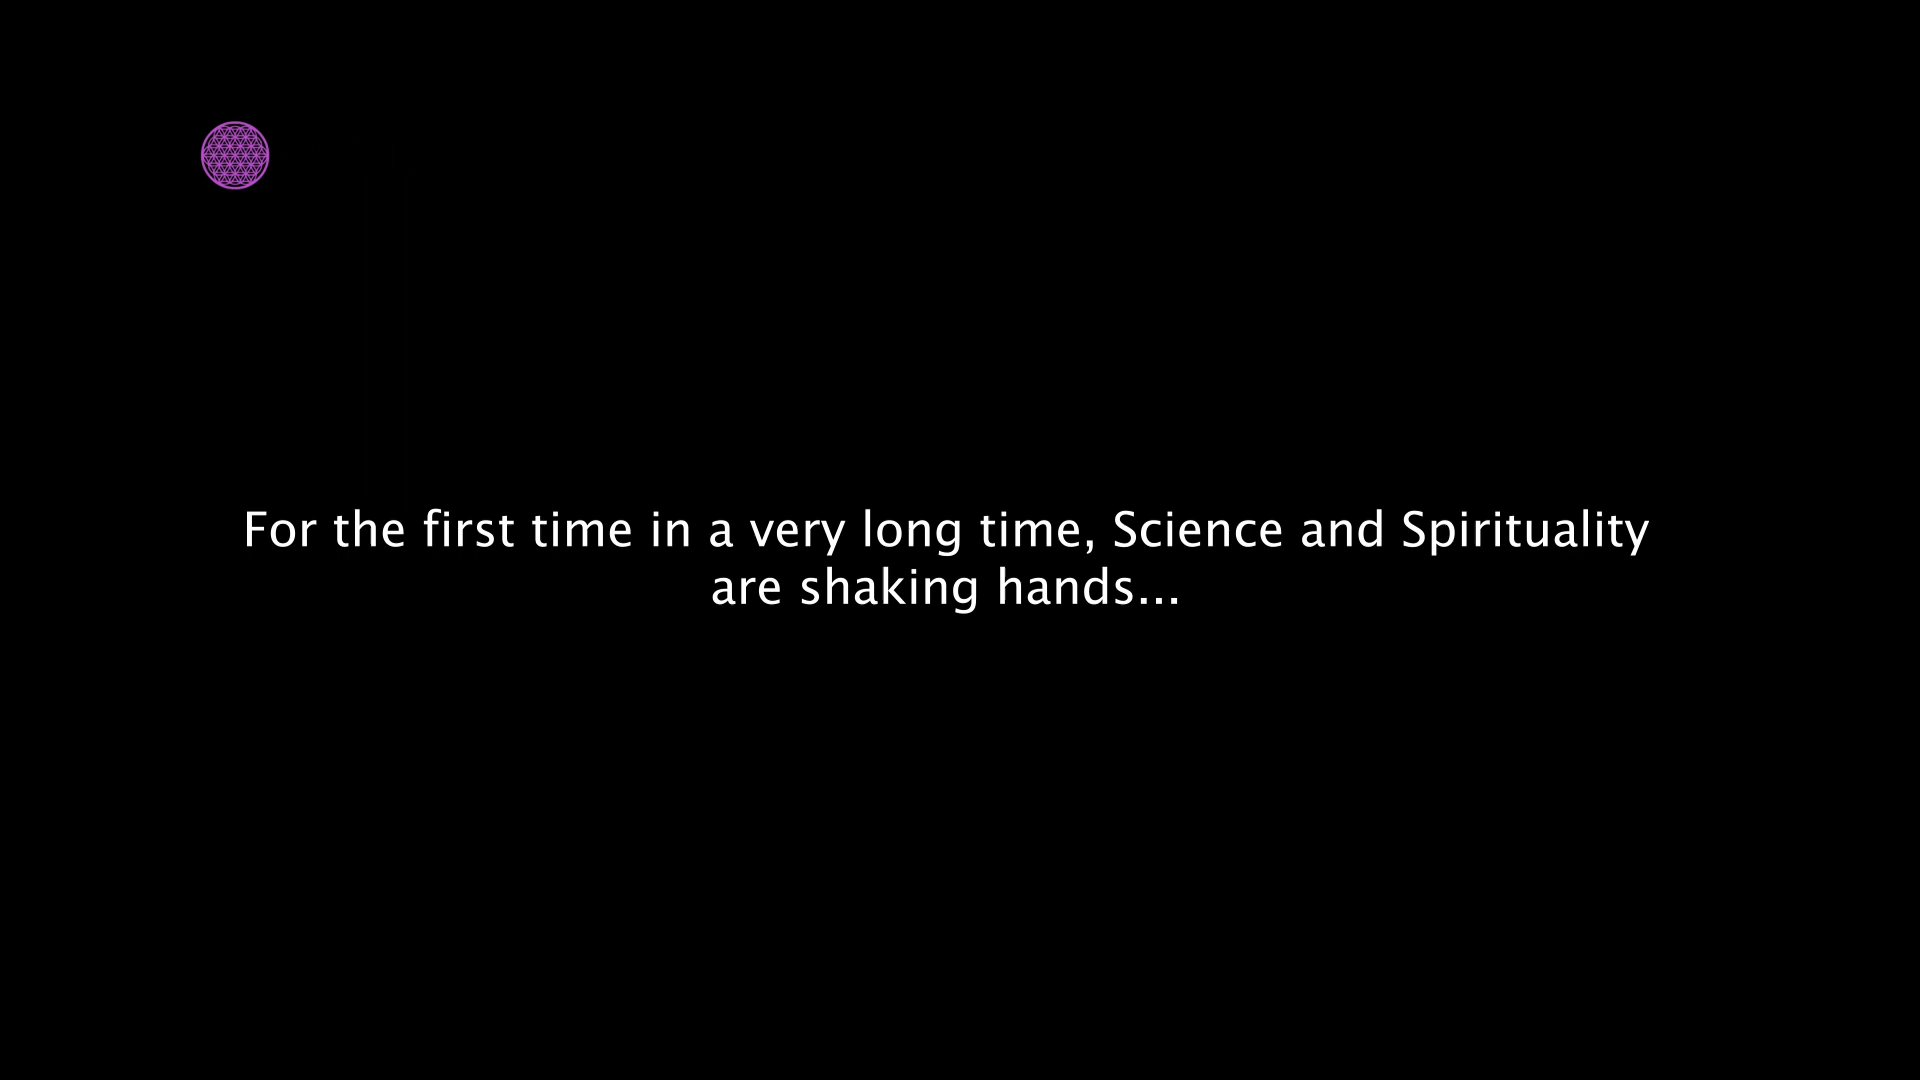 For the first time in a very long time, Science and Spirituality
are shaking hands...